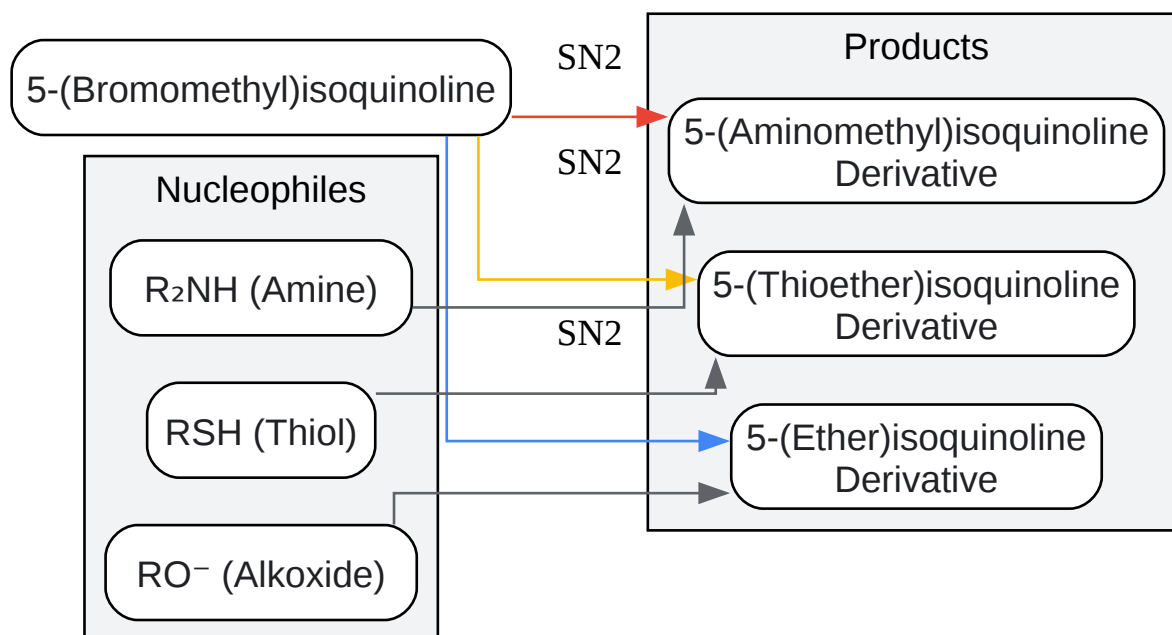 5-(Bromomethyl)isoquinoline
Nucleophiles
R₂NH (Amine)
RSH (Thiol)
RO⁻ (Alkoxide)
SN2
SN2
SN2
Products
5-(Aminomethyl)isoquinoline
Derivative
5-(Thioether)isoquinoline
Derivative
5-(Ether)isoquinoline
Derivative